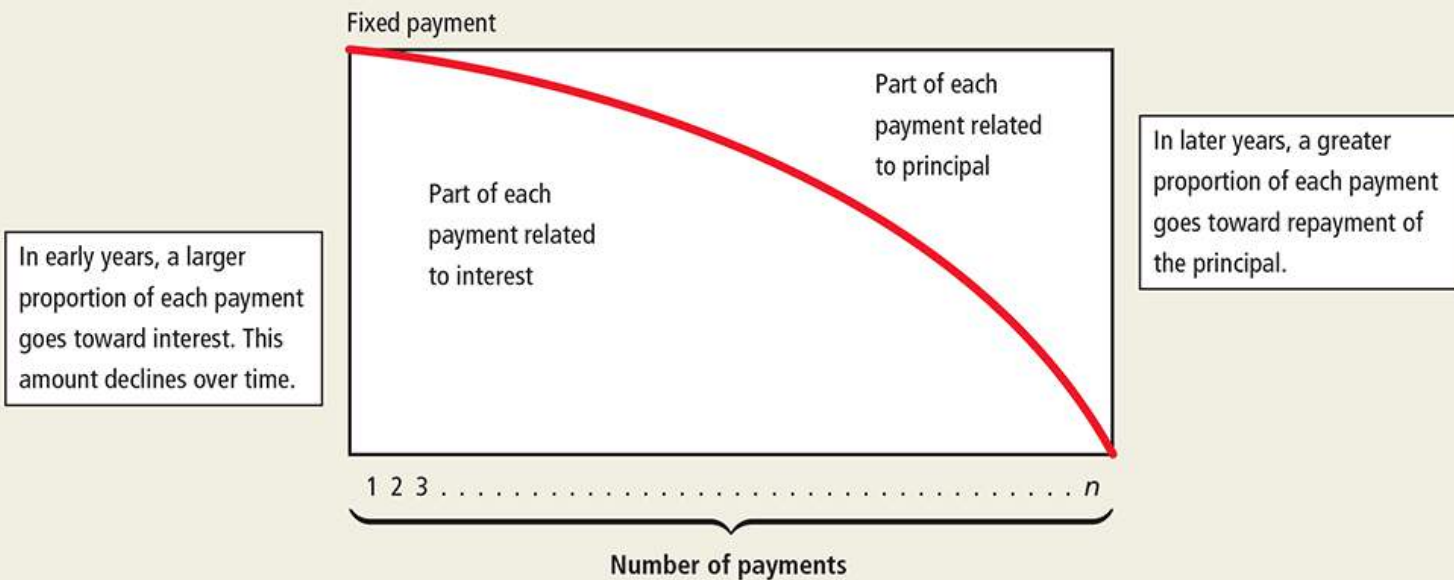 Fixed payment
Part of each
payment related
to principal
In later years, a greater
proportion of each payment
goes toward repayment of
the principal.
Part of each
payment related
to interest
In early years, a larger
proportion of each payment
goes toward interest. This
amount declines over time.
1 2 3 . . . . . . . . . . . . . . . . . . . . . . . . . . . . . . . . . . . . n
Number of payments